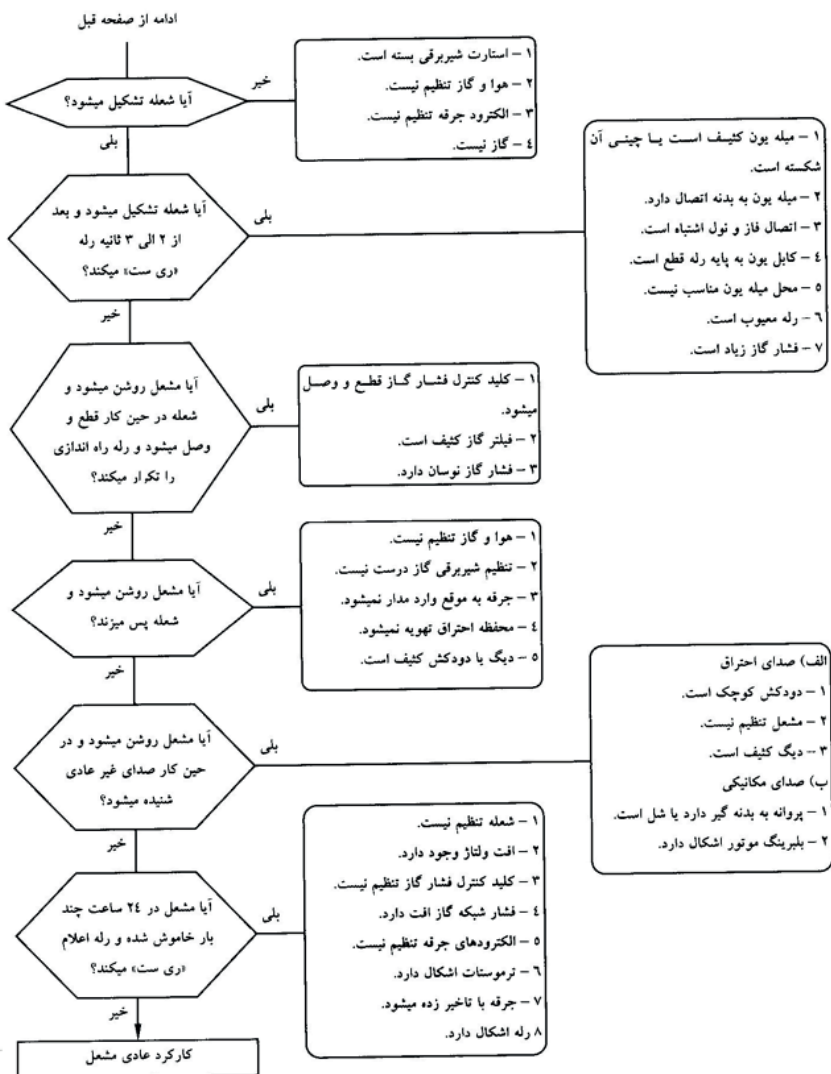 ادامه از صفحه قبل
آیا شعله تشکیل میشود؟
خیر
۱ – استارت شیربرقی بسته است.
۲ – هوا و گاز تنظیم نیست.
۳ – الکترود جرقه تنظیم نیست.
٤ – گاز نیست.
بلی
آیا شعله تشکیل میشود و بعد
از ۲ الی ۳ ثانیه رله
«ری ست» میکند؟
بلی
۱ – میله یون کثیف است یا چینی آن
شکسته است.
۲ – میله یون به بدنه اتصال دارد.
۳ – اتصال فاز و نول اشتباه است.
٤ – کابل یون به پایه رله قطع است.
۵ – محل میله یون مناسب نیست.
٦ – رله معیوب است.
۷ – فشار گاز زیاد است.
خیر
آیا مشعل روشن میشود و
شعله در حین کار قطع و
وصل میشود و رله راه اندازی
را تکرار میکند؟
بلی
۱ – کلید کنترل فشار گاز قطع و وصل
میشود.
۲ – فیلتر گاز کثیف است.
۳ – فشار گاز نوسان دارد.
خیر
آیا مشعل روشن میشود و
شعله پس میزند؟
بلی
۱ – هوا و گاز تنظیم نیست.
۲ – تنظیم شیربرقی گاز درست نیست.
۳ – جرقه به موقع وارد مدار نمیشود.
٤ – محفظه احتراق تهویه نمیشود.
۵ – دیگ یا دودکش کثیف است.
خیر
آیا مشعل روشن میشود و در
حین کار صدای غیر عادی
شنیده میشود؟
بلی
الف) صدای احتراق
۱ – دودکش کوچک است.
۲ – مشعل تنظیم نیست.
۳ – دیگ کثیف است.
ب) صدای مکانیکی
۱ – پروانه به بدنه گیر دارد یا شل است.
۲ – بلبرینگ موتور اشکال دارد.
خیر
آیا مشعل در ۲٤ ساعت چند
بار خاموش شده و رله اعلام
«ری ست» میکند؟
بلی
۱ – شعله تنظیم نیست.
۲ – افت ولتاژ وجود دارد.
۳ – کلید کنترل فشار گاز تنظیم نیست.
٤ – فشار شبکه گاز افت دارد.
۵ – الکترودهای جرقه تنظیم نیست.
٦ – ترموستات اشکال دارد.
۷ – جرقه با تاخیر زده میشود.
۸ رله اشکال دارد.
خیر
کارکرد عادی مشعل